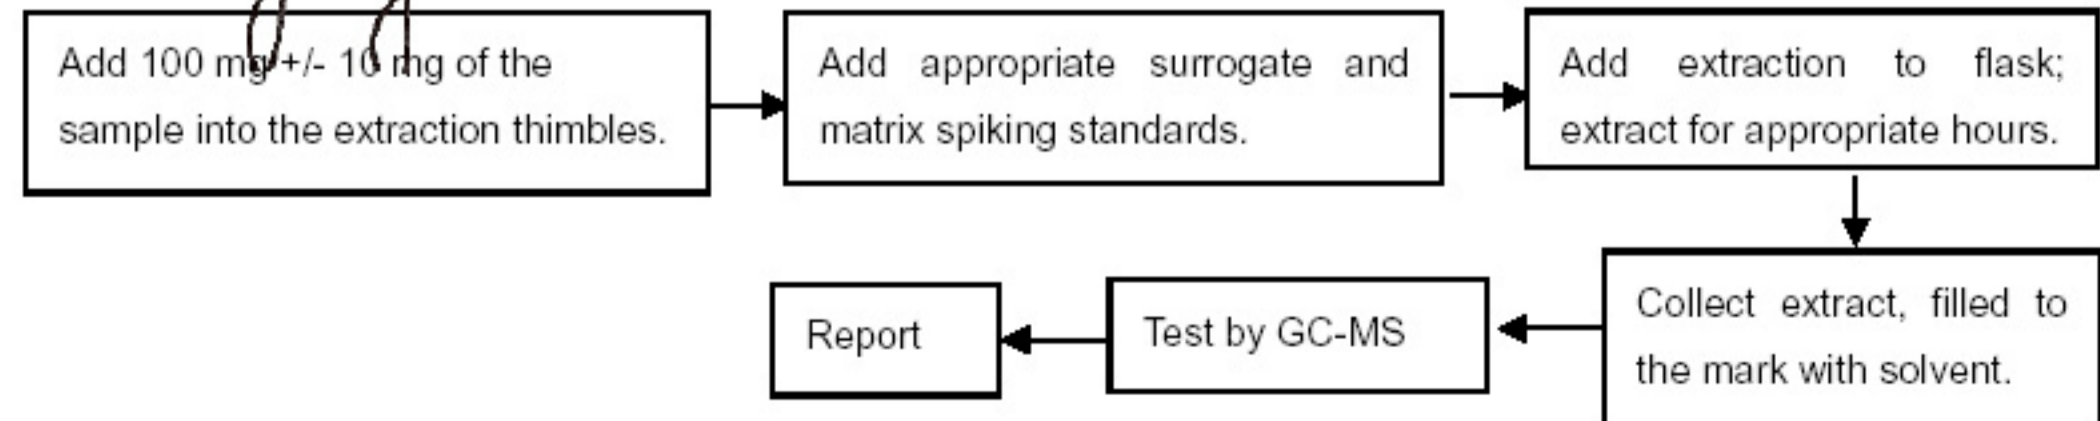 Add 100 mg +/- 10 mg of the
sample into the extraction thimbles.
Add appropriate surrogate and
matrix spiking standards.
Add extraction to flask;
extract for appropriate hours.
Collect extract, filled to
the mark with solvent.
Test by GC-MS
Report